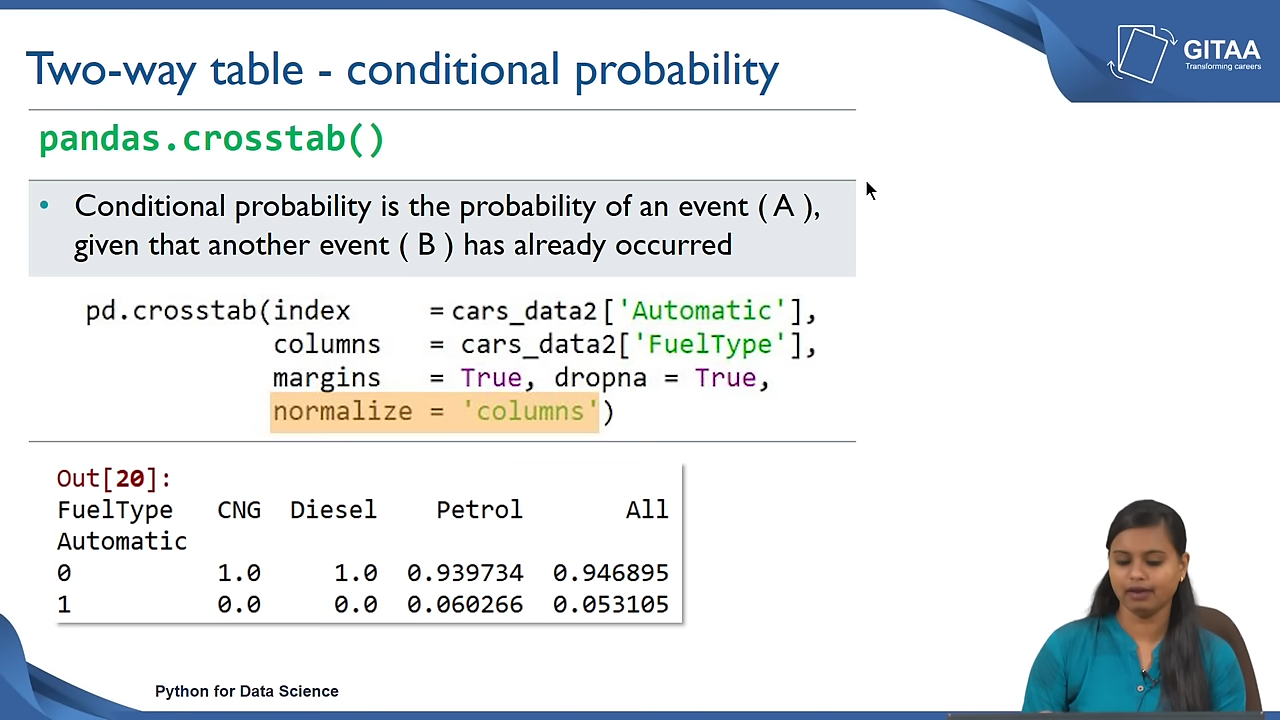 Two-way table - conditional probability
GITAA
Transforming careers
pandas.crosstab()
• Conditional probability is the probability of an event ( A ),
given that another event ( B ) has already occurred
pd.crosstab(index = cars_data2['Automatic'],
columns = cars_data2['FuelType'],
margins = True, dropna = True,
normalize = 'columns')
Out[20]:
FuelType CNG Diesel Petrol All
Automatic
0 1.0 1.0 0.939734 0.946895
1 0.0 0.0 0.060266 0.053105
Python for Data Science